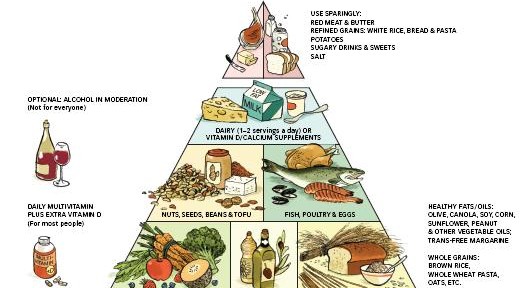 USE SPARINGLY:
RED MEAT & BUTTER
REFINED GRAINS: WHITE RICE, BREAD & PASTA
POTATOES
SUGARY DRINKS & SWEETS
SALT
OPTIONAL: ALCOHOL IN MODERATION
(Not for everyone)
LOW
FAT
MILK
DAIRY (1–2 servings a day) OR
VITAMIN D/CALCIUM SUPPLEMENTS
NUTS, SEEDS, BEANS & TOFU
FISH, POULTRY & EGGS
DAILY MULTIVITAMIN
PLUS EXTRA VITAMIN D
(For most people)
HEALTHY FATS/OILS:
OLIVE, CANOLA, SOY, CORN,
SUNFLOWER, PEANUT
& OTHER VEGETABLE OILS;
TRANS-FREE MARGARINE
WHOLE GRAINS:
BROWN RICE,
WHOLE WHEAT PASTA,
OATS, ETC.